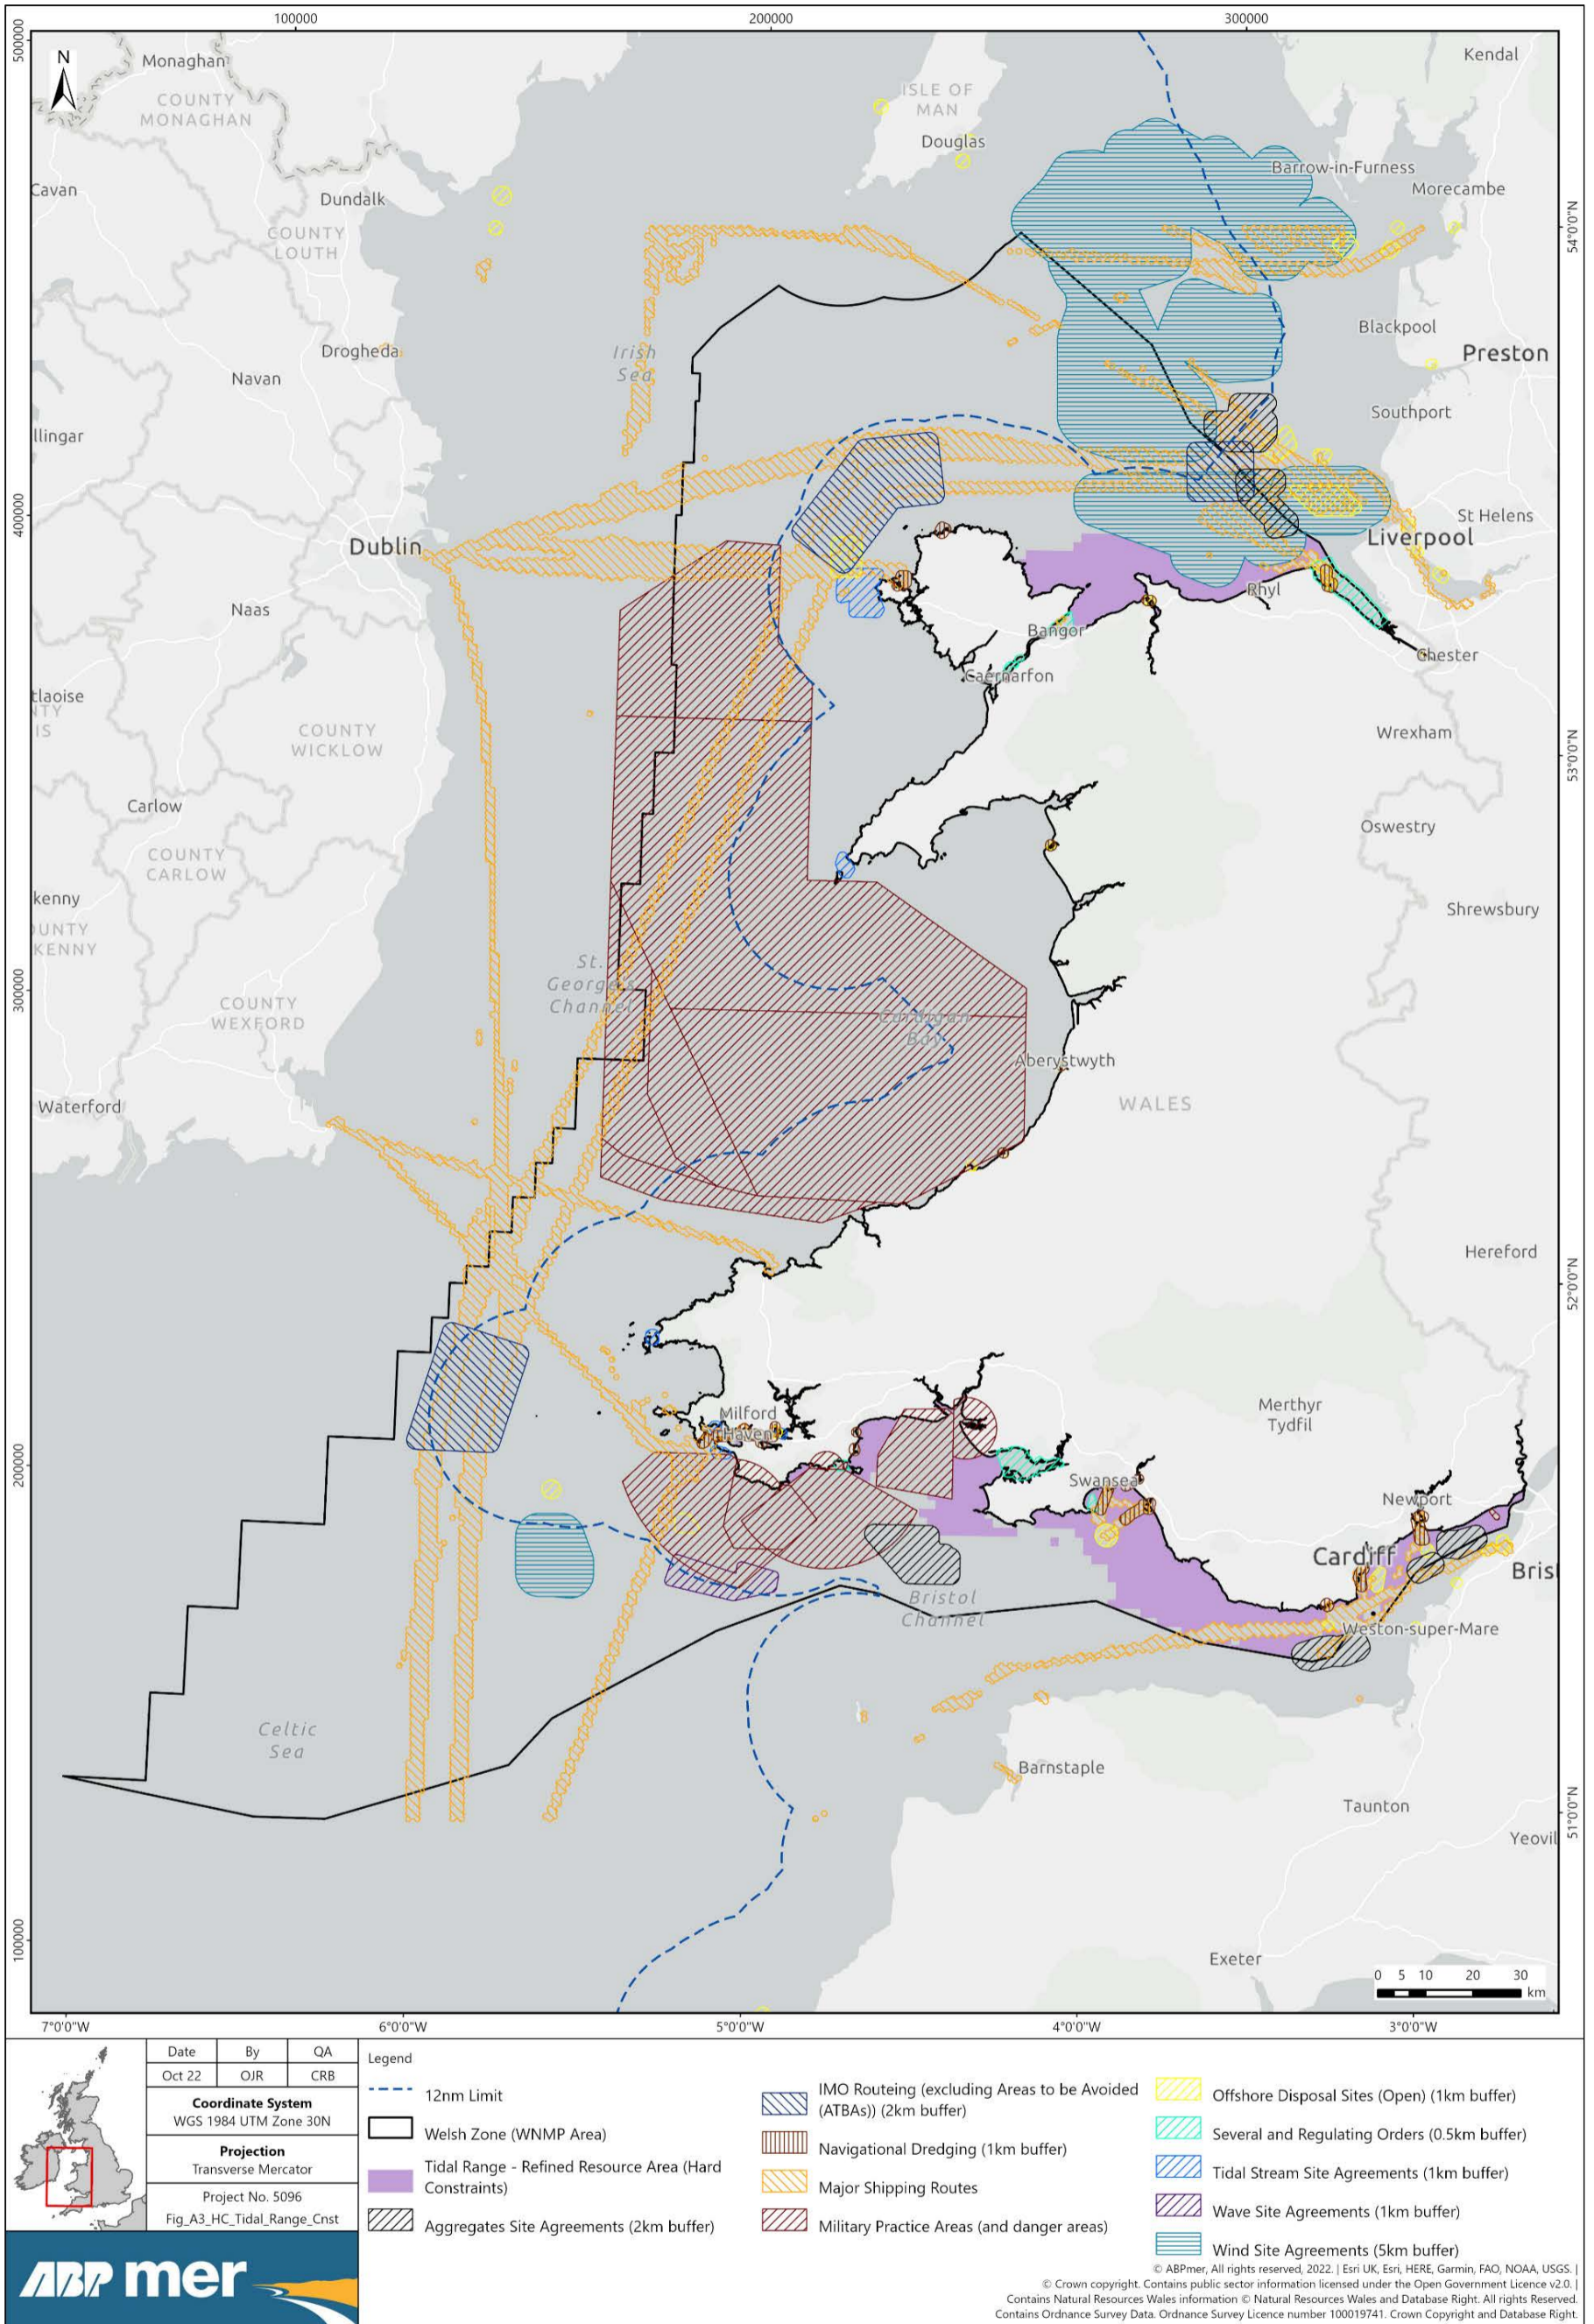 100000
200000
300000
500000
400000
300000
200000
100000
N
Monaghan
COUNTY
MONAGHAN
Cavan
Dundalk
COUNTY
LOUTH
Drogheda
Navan
llingar
Dublin
Naas
tlaoise
NTY
IS
COUNTY
WICKLOW
Carlow
COUNTY
CARLOW
kenny
OUNTY
KENNY
COUNTY
WEXFORD
Waterford
ISLE OF
MAN
Douglas
Irish
Sea
St.
George's
Channel
Cardigan
Bay
Celtic
Sea
Bristol
Channel
Kendal
Barrow-in-Furness
Morecambe
Blackpool
Preston
Southport
St Helens
Liverpool
Rhyl
Bangor
Caernarfon
Chester
Wrexham
Oswestry
Shrewsbury
Aberystwyth
WALES
Hereford
Merthyr
Tydfil
Milford
Haven
Swansea
Newport
Cardiff
Brist
Weston-super-Mare
Barnstaple
Taunton
Yeovil
Exeter
54°0'0"N
53°0'0"N
52°0'0"N
51°0'0"N
0 5 10 20 30
km
7°0'0"W
6°0'0"W
5°0'0"W
4°0'0"W
3°0'0"W
Date By QA
Oct 22 OJR CRB
Coordinate System
WGS 1984 UTM Zone 30N
Projection
Transverse Mercator
Project No. 5096
Fig_A3_HC_Tidal_Range_Cnst
ABPmer
Legend
12nm Limit
Welsh Zone (WNMP Area)
Tidal Range - Refined Resource Area (Hard
Constraints)
Aggregates Site Agreements (2km buffer)
IMO Routeing (excluding Areas to be Avoided
(ATBAs)) (2km buffer)
Navigational Dredging (1km buffer)
Major Shipping Routes
Military Practice Areas (and danger areas)
Offshore Disposal Sites (Open) (1km buffer)
Several and Regulating Orders (0.5km buffer)
Tidal Stream Site Agreements (1km buffer)
Wave Site Agreements (1km buffer)
Wind Site Agreements (5km buffer)
© ABPmer, All rights reserved, 2022. | Esri UK, Esri, HERE, Garmin, FAO, NOAA, USGS. |
© Crown copyright. Contains public sector information licensed under the Open Government Licence v2.0. |
Contains Natural Resources Wales information © Natural Resources Wales and Database Right. All rights Reserved.
Contains Ordnance Survey Data. Ordnance Survey Licence number 100019741. Crown Copyright and Database Right